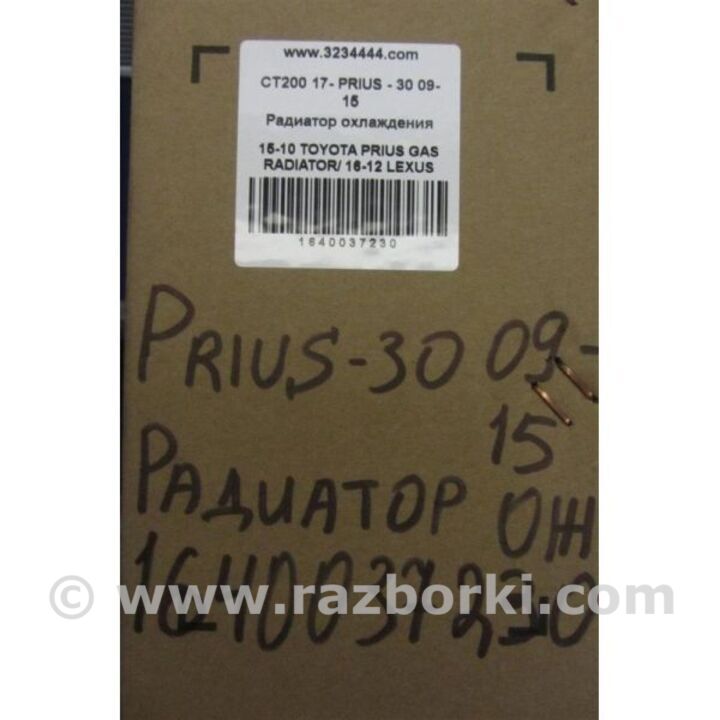 www.3234444.com
CT200 17- PRIUS - 30 09-
15
Радиатор охлаждения
15-10 TOYOTA PRIUS GAS
RADIATOR/ 16-12 LEXUS
1640037230
PRIUS-30 09-
15
РАДИАТОР ОЖ
1640037230
© www.razborki.com